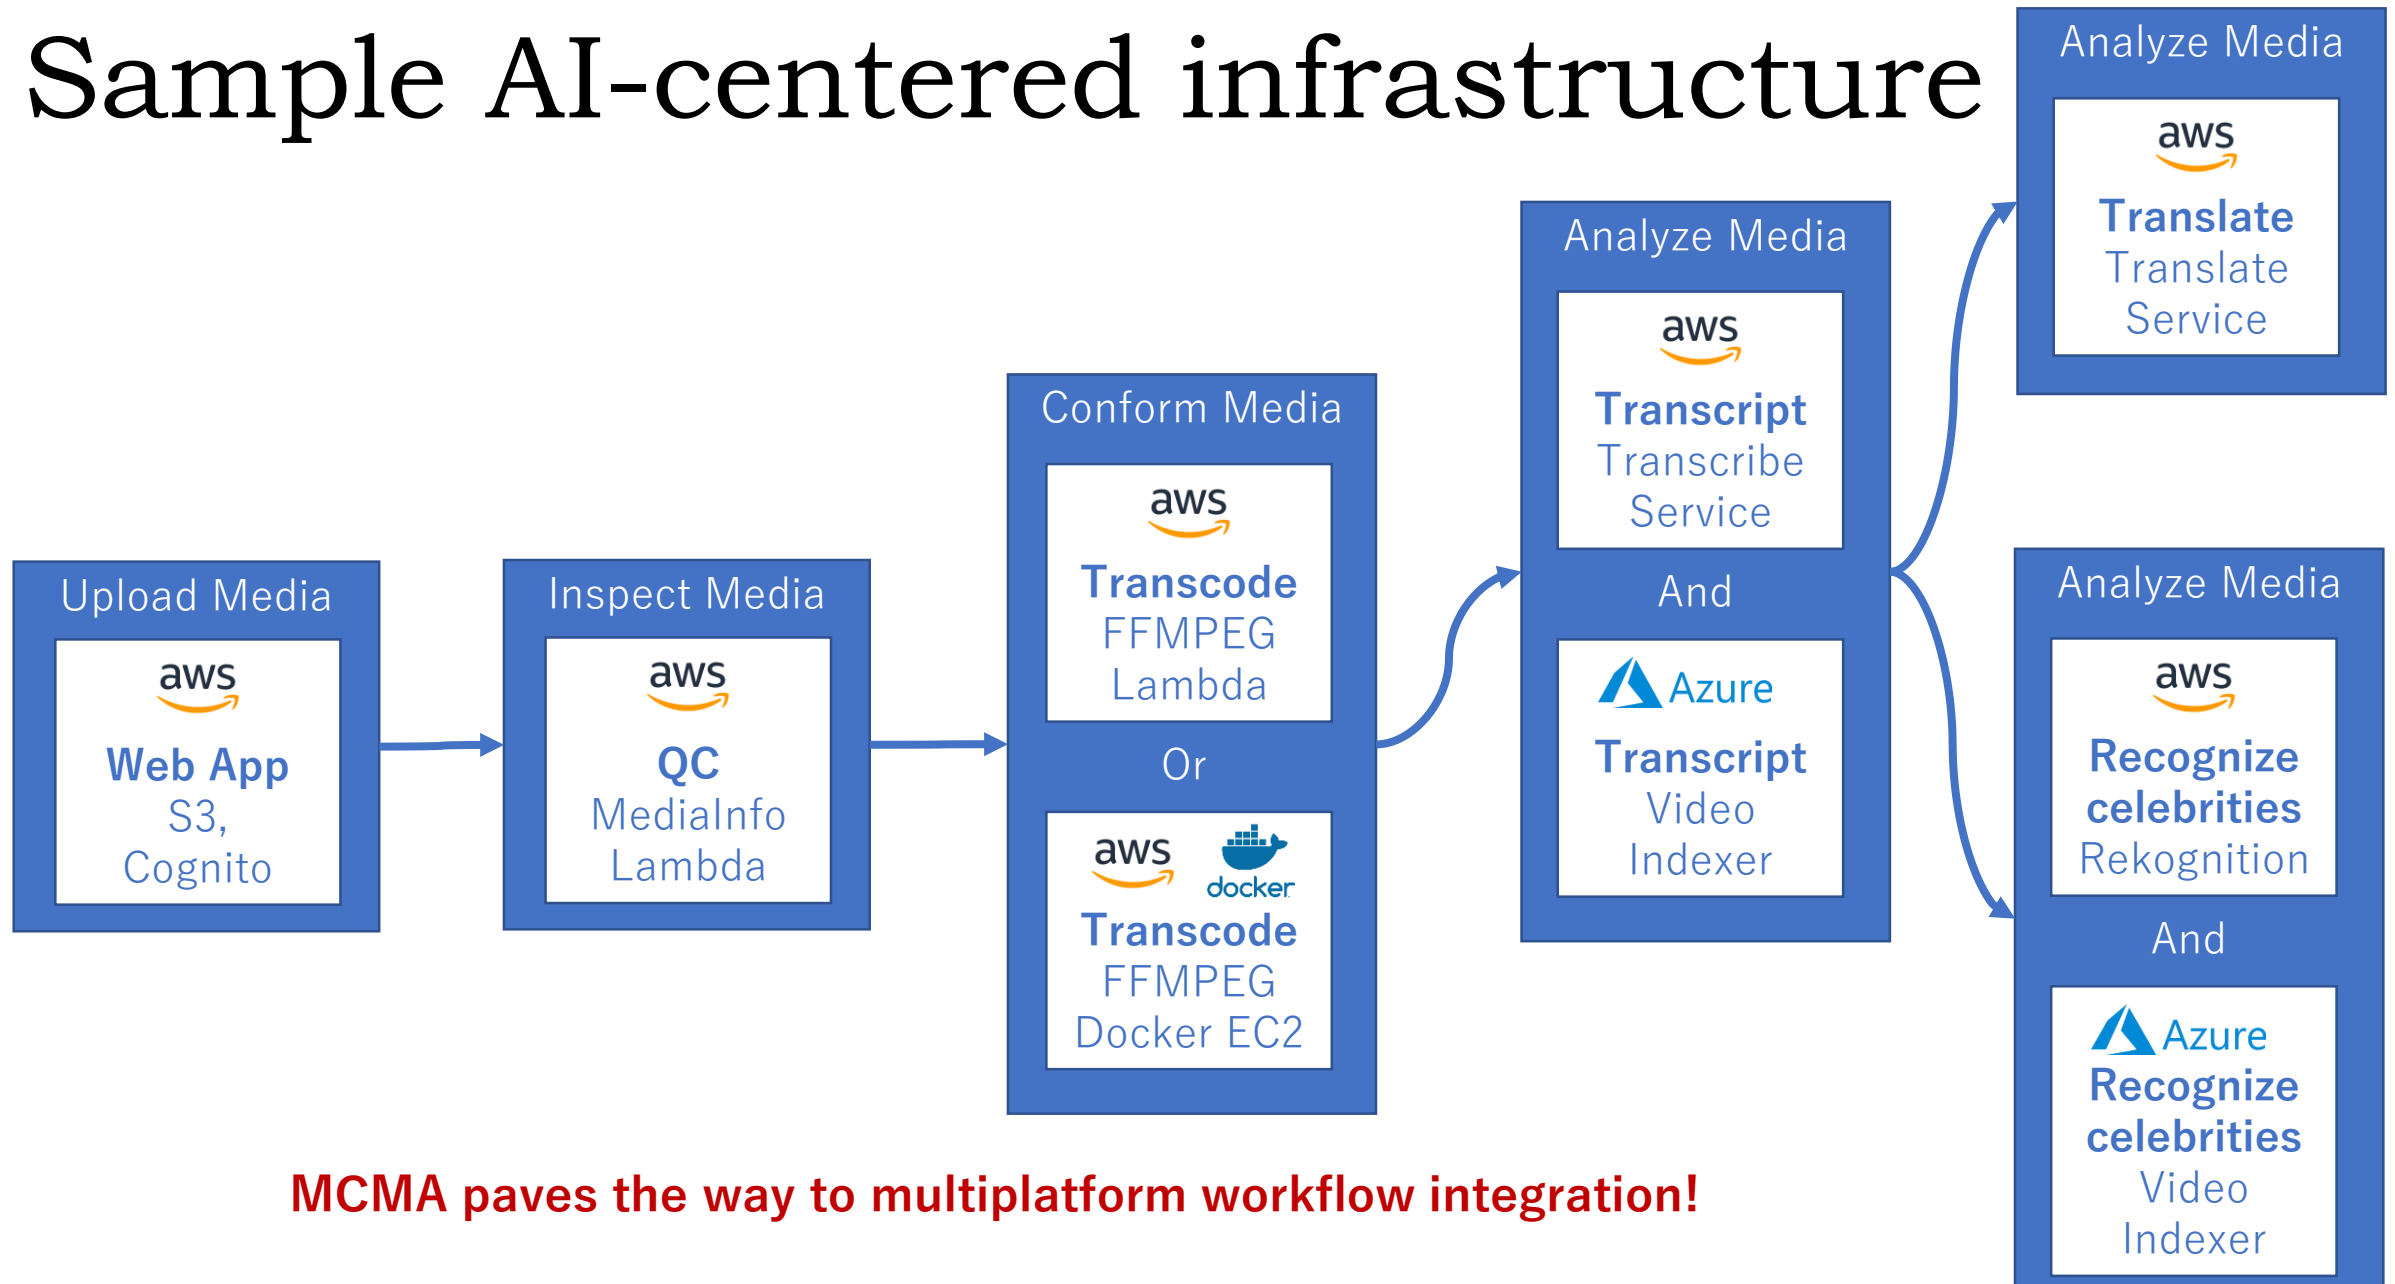 Sample AI-centered infrastructure
Upload Media
aws
Web App
S3,
Cognito
Inspect Media
aws
QC
MediaInfo
Lambda
Conform Media
aws
Transcode
FFMPEG
Lambda
Or
aws
docker
Transcode
FFMPEG
Docker EC2
Analyze Media
aws
Transcript
Transcribe
Service
And
Azure
Transcript
Video
Indexer
Analyze Media
aws
Translate
Translate
Service
Analyze Media
aws
Recognize
celebrities
Rekognition
And
Azure
Recognize
celebrities
Video
Indexer
MCMA paves the way to multiplatform workflow integration!